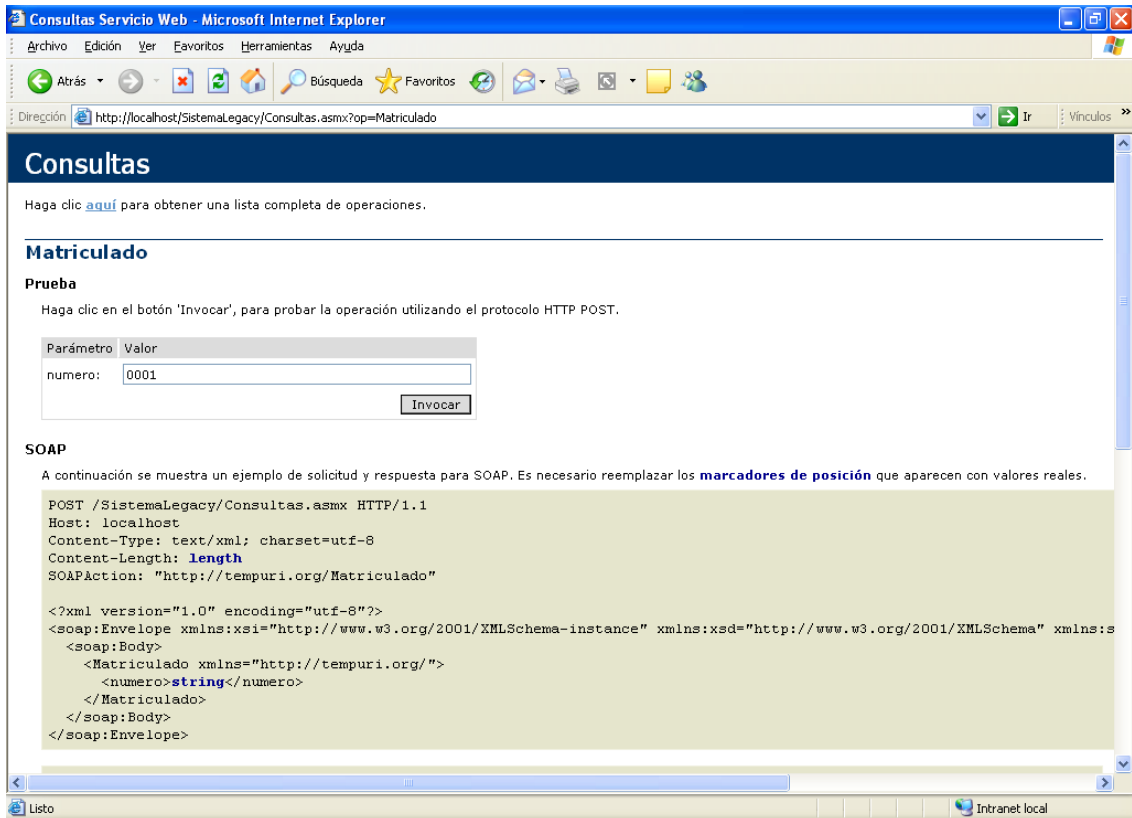 Consultas Servicio Web - Microsoft Internet Explorer
Archivo Edición Ver Favoritos Herramientas Ayuda
Atrás Búsqueda Favoritos
Dirección http://localhost/SistemaLegacy/Consultas.asmx?op=Matriculado Ir Vínculos »
Consultas
Haga clic aquí para obtener una lista completa de operaciones.
Matriculado
Prueba
Haga clic en el botón 'Invocar', para probar la operación utilizando el protocolo HTTP POST.
Parámetro Valor
numero: 0001
Invocar
SOAP
A continuación se muestra un ejemplo de solicitud y respuesta para SOAP. Es necesario reemplazar los marcadores de posición que aparecen con valores reales.
POST /SistemaLegacy/Consultas.asmx HTTP/1.1
Host: localhost
Content-Type: text/xml; charset=utf-8
Content-Length: length
SOAPAction: "http://tempuri.org/Matriculado"
<?xml version="1.0" encoding="utf-8"?>
<soap:Envelope xmlns:xsi="http://www.w3.org/2001/XMLSchema-instance" xmlns:xsd="http://www.w3.org/2001/XMLSchema" xmlns:s
<soap:Body>
<Matriculado xmlns="http://tempuri.org/">
<numero>string</numero>
</Matriculado>
</soap:Body>
</soap:Envelope>
Listo Intranet local